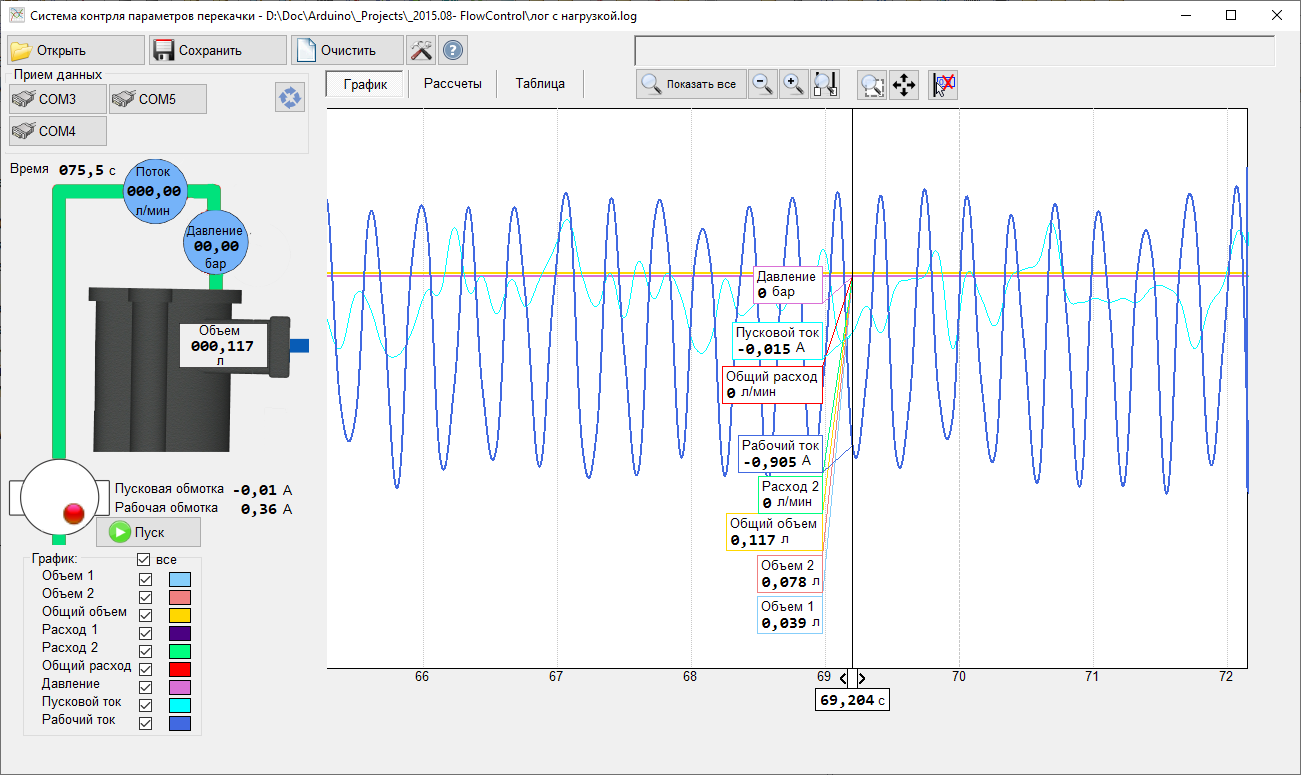 Система контрля параметров перекачки - D:\Doc\Arduino\_Projects\_2015.08- FlowControl\лог с нагрузкой.log
Открыть
Сохранить
Очистить
Прием данных
COM3
COM5
COM4
График
Рассчеты
Таблица
Показать все
Время 075,5 с
Поток
000,00
л/мин
Давление
00,00
бар
Объем
000,117
л
Пусковая обмотка -0,01 А
Рабочая обмотка 0,36 А
Пуск
График:
все
Объем 1
Объем 2
Общий объем
Расход 1
Расход 2
Общий расход
Давление
Пусковой ток
Рабочий ток
Давление
0 бар
Пусковой ток
-0,015 А
Общий расход
0 л/мин
Рабочий ток
-0,905 А
Расход 2
0 л/мин
Общий объем
0,117 л
Объем 2
0,078 л
Объем 1
0,039 л
66 67 68 69 70 71 72
69,204 с